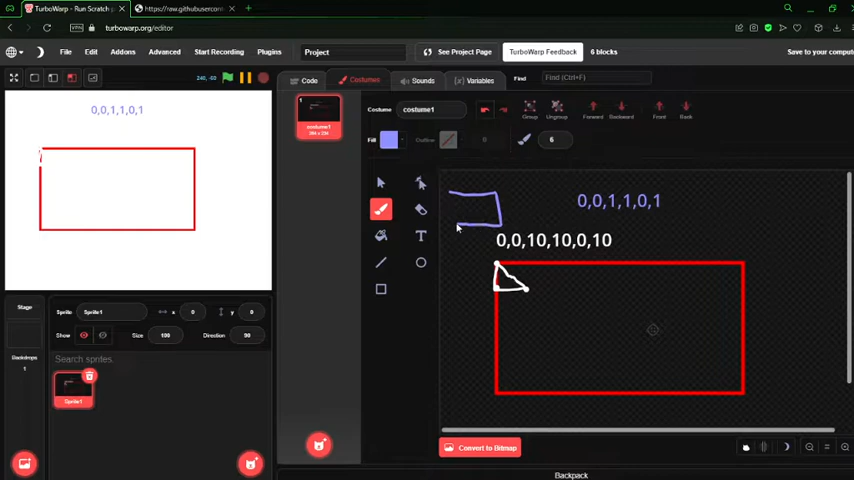 TurboWarp - Run Scratch p
https://raw.githubusercont
turbowarp.org/editor
VPN
File
Edit
Addons
Advanced
Start Recording
Plugins
Project
See Project Page
TurboWarp Feedback
6 blocks
Save to your compute
240, -60
Code
Costumes
Sounds
Variables
Find
Find (Ctrl+F)
1
costume1
Costume
costume1
Group
Ungroup
Forward
Backward
Front
Back
Fill
Outline
0
6
0,0,1,1,0,1
0,0,1,1,0,1
0,0,10,10,0,10
T
Sprite
Sprite1
x
0
y
0
Show
Size
100
Direction
90
Stage
Backdrops
1
Search sprites.
Sprite1
Convert to Bitmap
Backpack